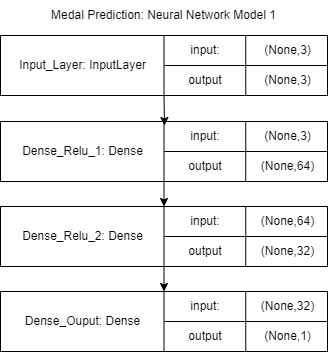 Medal Prediction: Neural Network Model 1
Input_Layer: InputLayer
input:
(None,3)
output
(None,3)
Dense_Relu_1: Dense
input:
(None,3)
output
(None,64)
Dense_Relu_2: Dense
input:
(None,64)
output
(None,32)
Dense_Ouput: Dense
input:
(None,32)
output
(None,1)